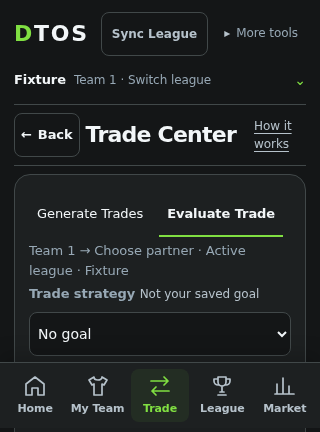 DTOS Sync League ▸ More tools
Fixture Team 1 · Switch league ⌄
← Back Trade Center How it
works
Generate Trades Evaluate Trade
Team 1 → Choose partner · Active
league · Fixture
Trade strategy Not your saved goal
No goal
Home My Team Trade League Market